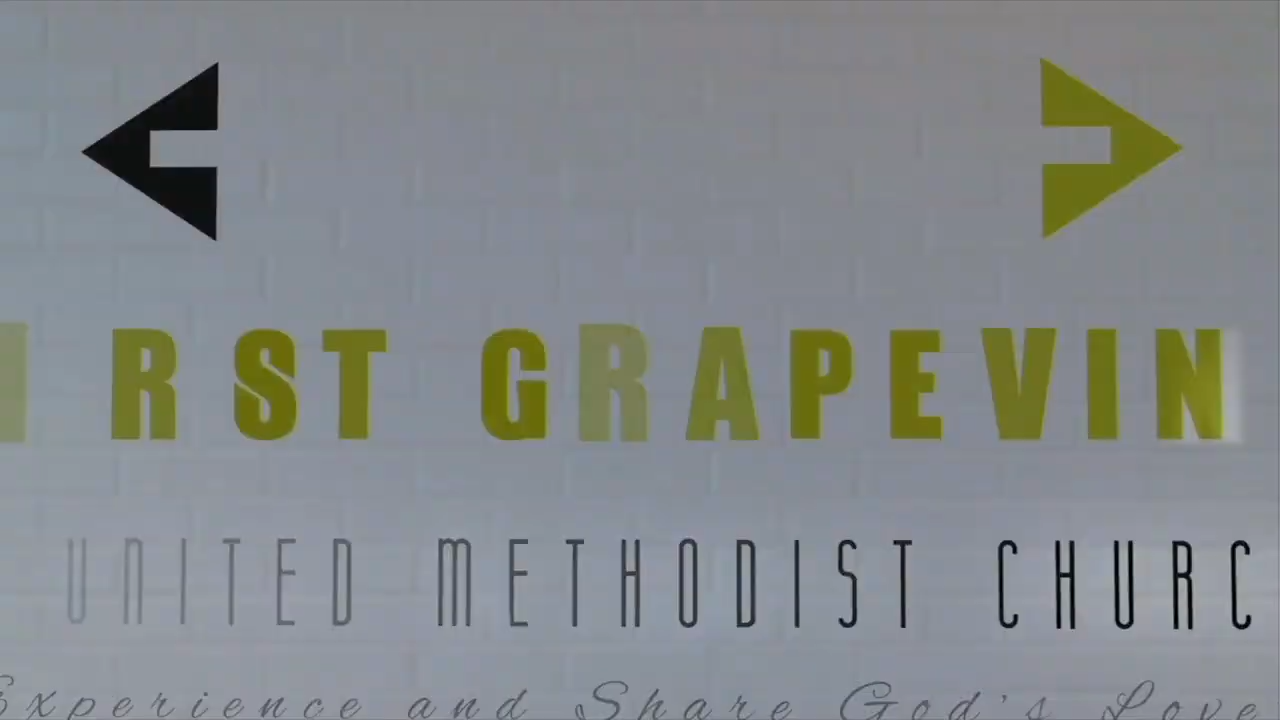 I RST GRAPEVIN
UNITED METHODIST CHURC
Experience and Share God's Love